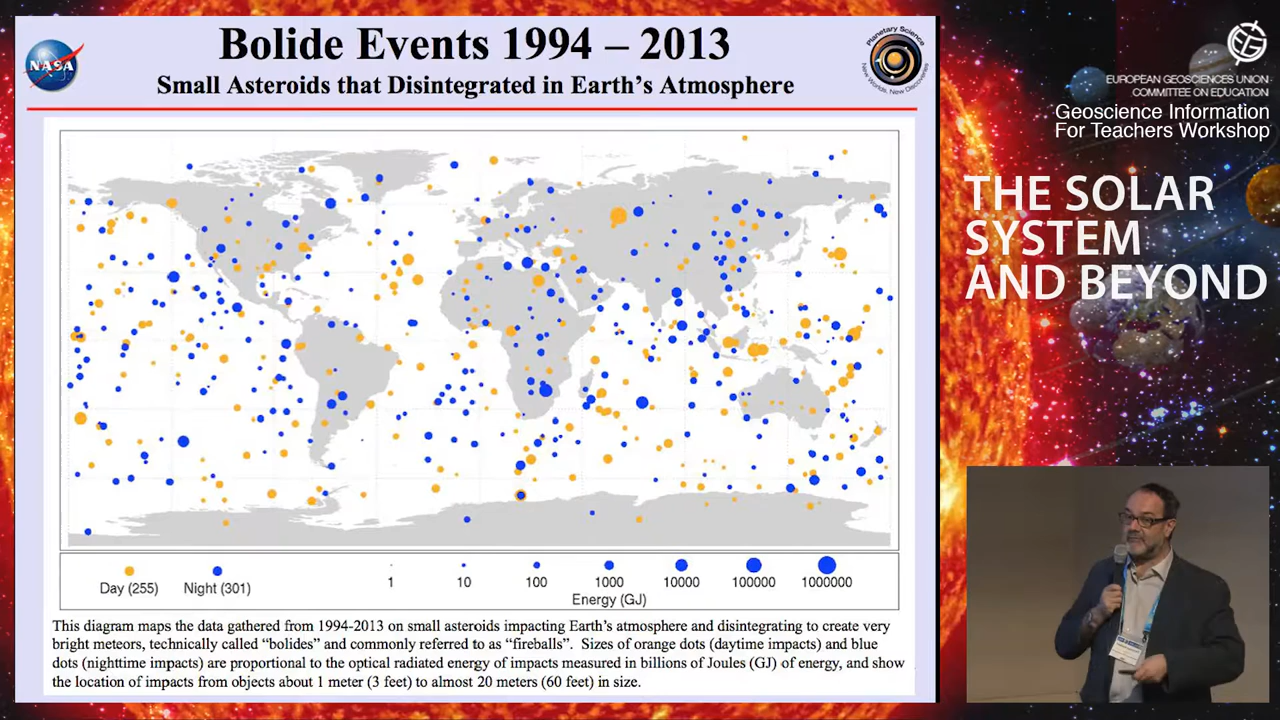 Bolide Events 1994 – 2013
Small Asteroids that Disintegrated in Earth's Atmosphere
NASA
Planetary Science
New Worlds, New Discoveries
Day (255)
Night (301)
1
10
100
1000
10000
100000
1000000
Energy (GJ)
This diagram maps the data gathered from 1994-2013 on small asteroids impacting Earth's atmosphere and disintegrating to create very
bright meteors, technically called "bolides" and commonly referred to as "fireballs". Sizes of orange dots (daytime impacts) and blue
dots (nighttime impacts) are proportional to the optical radiated energy of impacts measured in billions of Joules (GJ) of energy, and show
the location of impacts from objects about 1 meter (3 feet) to almost 20 meters (60 feet) in size.
EUROPEAN GEOSCIENCES UNION
COMMITTEE ON EDUCATION
Geoscience Information
For Teachers Workshop
THE SOLAR
SYSTEM
AND BEYOND